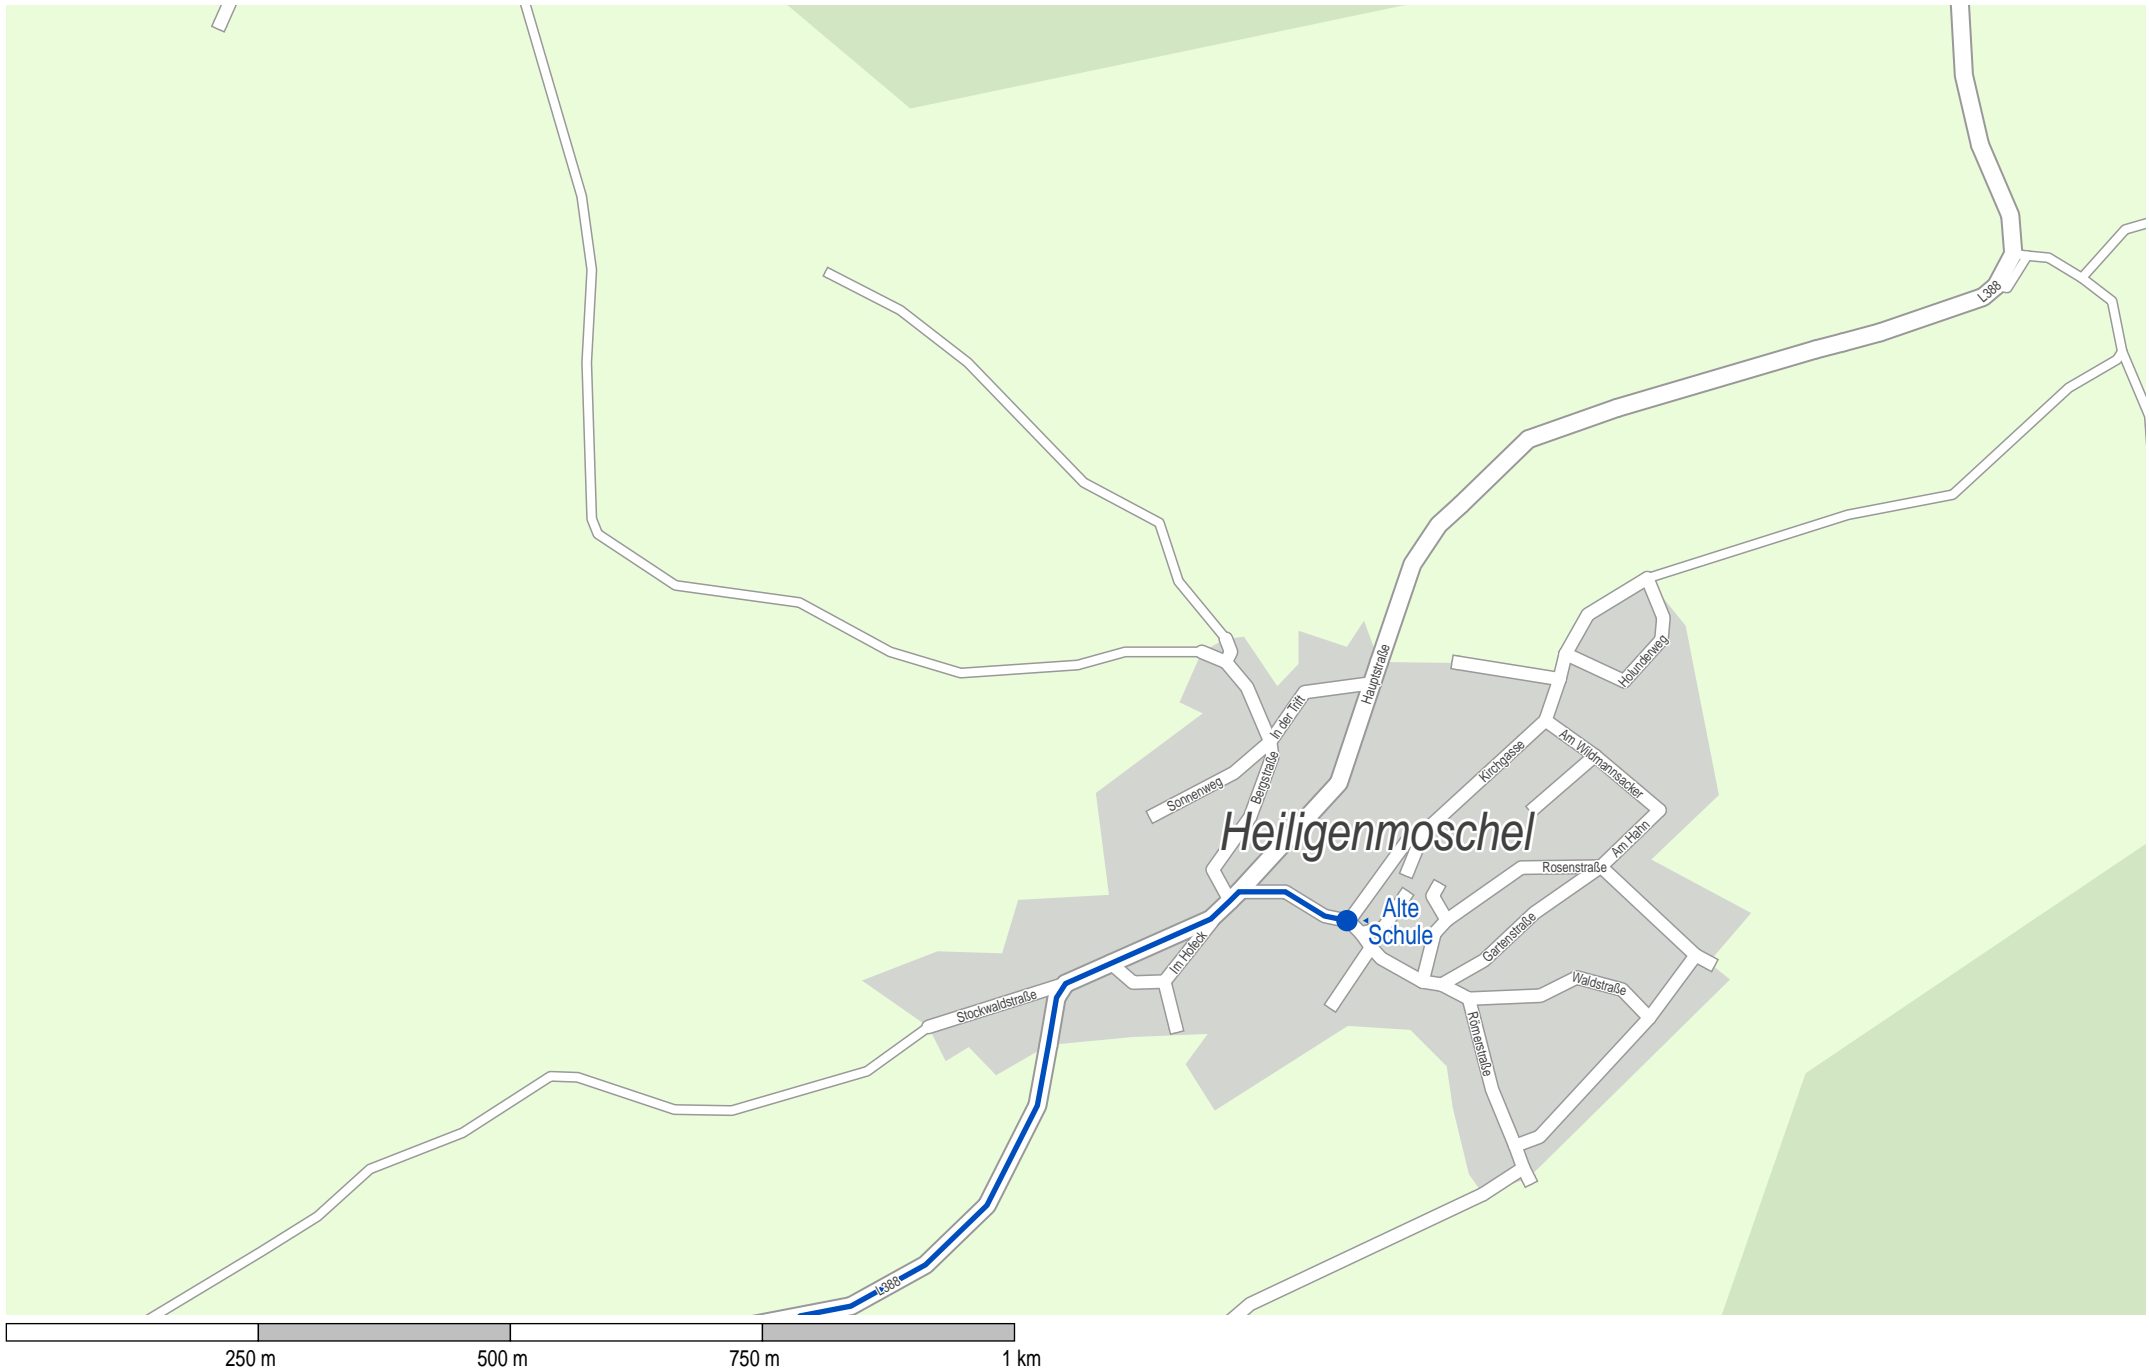 L388
Holunderweg
Hauptstraße
In der Trift
Am Wildmannsacker
Kirchgasse
Bergstraße
Sonnenweg
Heiligenmoschel
Am Hahn
Rosenstraße
Alte
Schule
Gartenstraße
Im Hofeck
Waldstraße
Stockwaldstraße
Römerstraße
L388
250 m
500 m
750 m
1 km